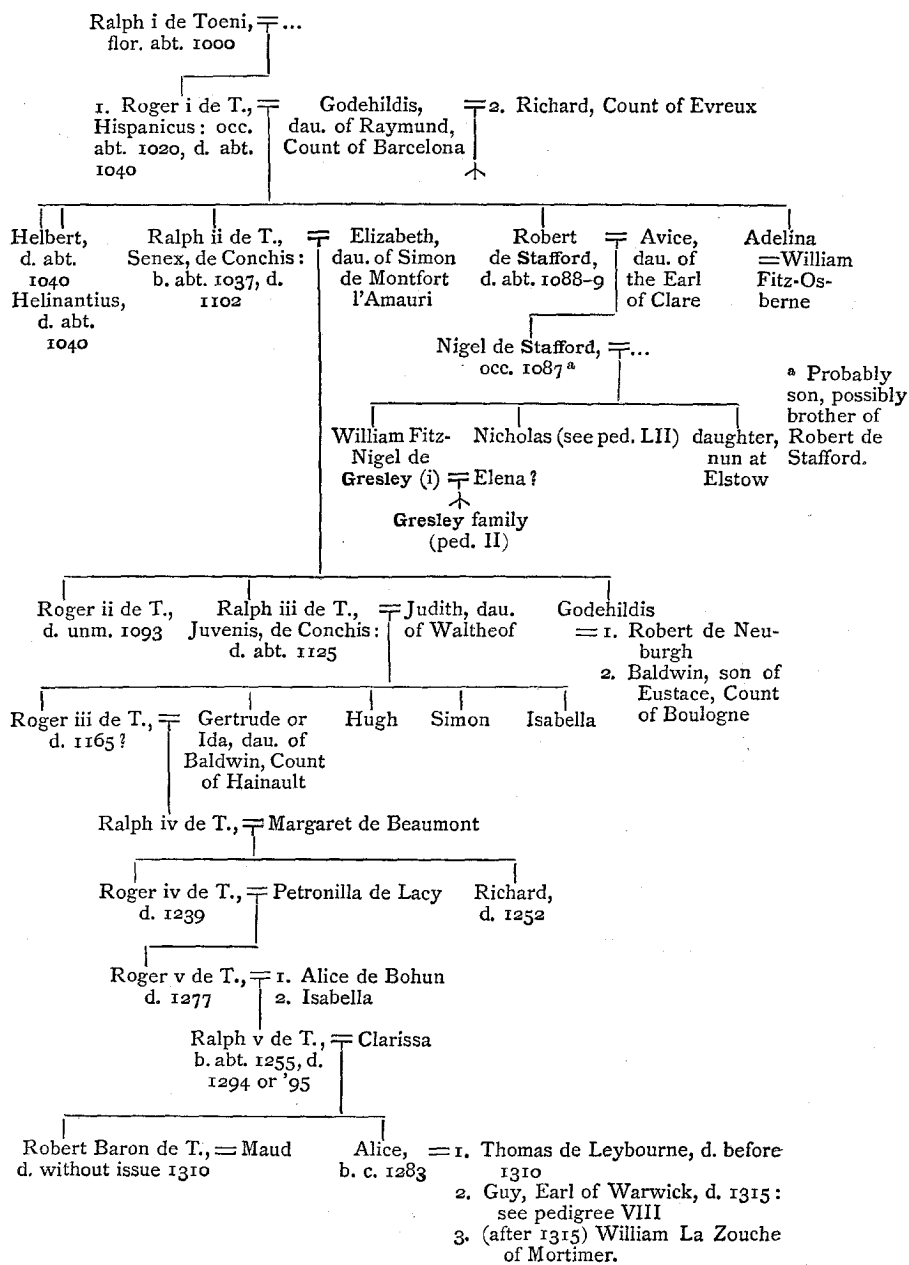 Ralph i de Toeni, ...
flor. abt. 1000
1. Roger i de T.,
Hispanicus: occ.
abt. 1020, d. abt.
1040
Godehildis,
dau. of Raymund,
Count of Barcelona
2. Richard, Count of Evreux
Helbert,
d. abt.
1040
Helinantius,
d. abt.
1040
Ralph ii de T.,
Senex, de Conchis:
b. abt. 1037, d.
1102
Elizabeth,
dau. of Simon
de Montfort
l'Amauri
Robert
de Stafford,
d. abt. 1088-9
Avice,
dau. of
the Earl
of Clare
Adelina
=William
Fitz-Os-
berne
Nigel de Stafford, ...
occ. 1087 a
a Probably
son, possibly
brother of
Robert de
Stafford.
William Fitz-
Nigel de
Gresley (i) Elena?
Gresley family
(ped. II)
Nicholas (see ped. LII)
daughter,
nun at
Elstow
Roger ii de T.,
d. unm. 1093
Ralph iii de T.,
Juvenis, de Conchis:
d. abt. 1125
Judith, dau.
of Waltheof
Godehildis
= 1. Robert de Neu-
burgh
2. Baldwin, son of
Eustace, Count
of Boulogne
Roger iii de T.,
d. 1165?
Gertrude or
Ida, dau. of
Baldwin, Count
of Hainault
Hugh
Simon
Isabella
Ralph iv de T., Margaret de Beaumont
Roger iv de T., Petronilla de Lacy
d. 1239
Richard,
d. 1252
Roger v de T., 1. Alice de Bohun
d. 1277 2. Isabella
Ralph v de T., Clarissa
b. abt. 1255, d.
1294 or '95
Robert Baron de T., = Maud
d. without issue 1310
Alice,
b. c. 1283
= 1. Thomas de Leybourne, d. before
1310
2. Guy, Earl of Warwick, d. 1315:
see pedigree VIII
3. (after 1315) William La Zouche
of Mortimer.